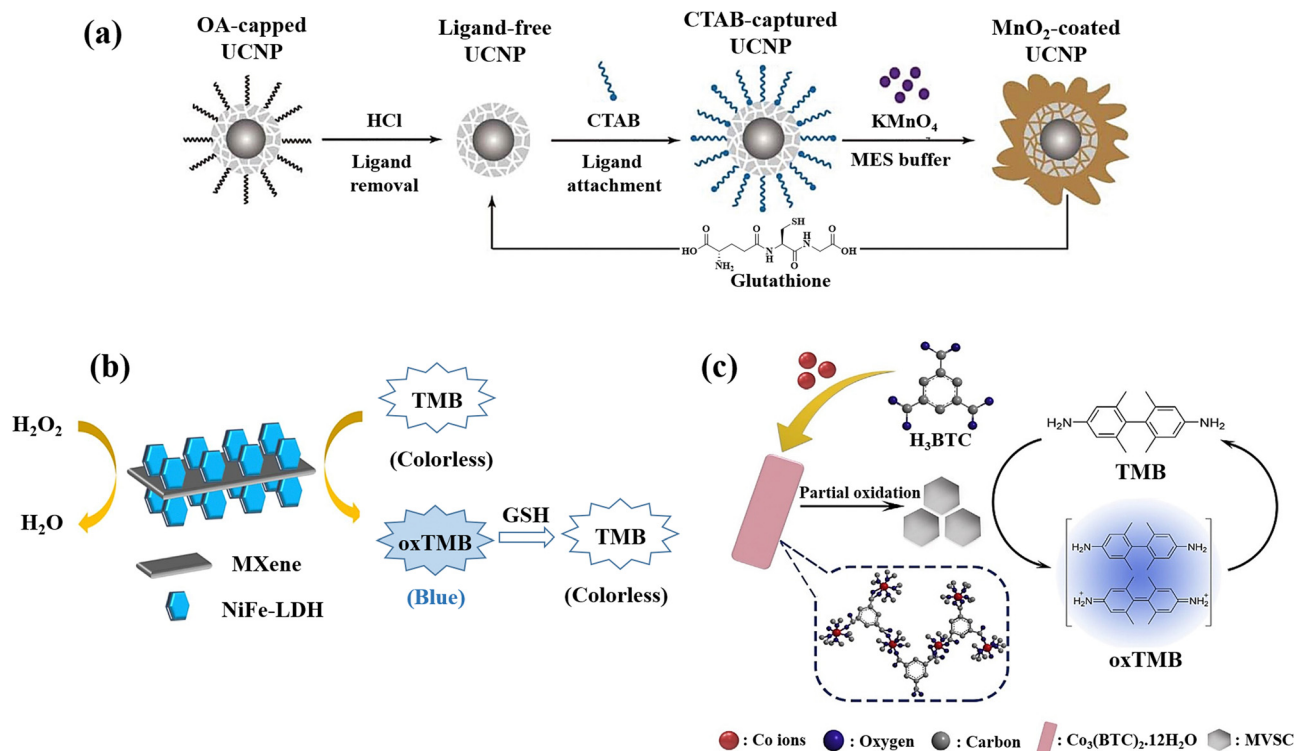 (a)
OA-capped
UCNP
Ligand-free
UCNP
CTAB-captured
UCNP
MnO₂-coated
UCNP
HCl
Ligand
removal
CTAB
Ligand
attachment
KMnO₄
MES buffer
SH
O
O
H
N
O
HO
OH
N
H
NH₂
O
Glutathione
(b)
H₂O₂
H₂O
TMB
(Colorless)
oxTMB
(Blue)
GSH
TMB
(Colorless)
MXene
NiFe-LDH
(c)
H₃BTC
Partial oxidation
H₂N
NH₂
TMB
H₂N
NH₂
H₂N⁺
NH₂⁺
oxTMB
: Co ions
: Oxygen
: Carbon
: Co₃(BTC)₂.12H₂O
: MVSC